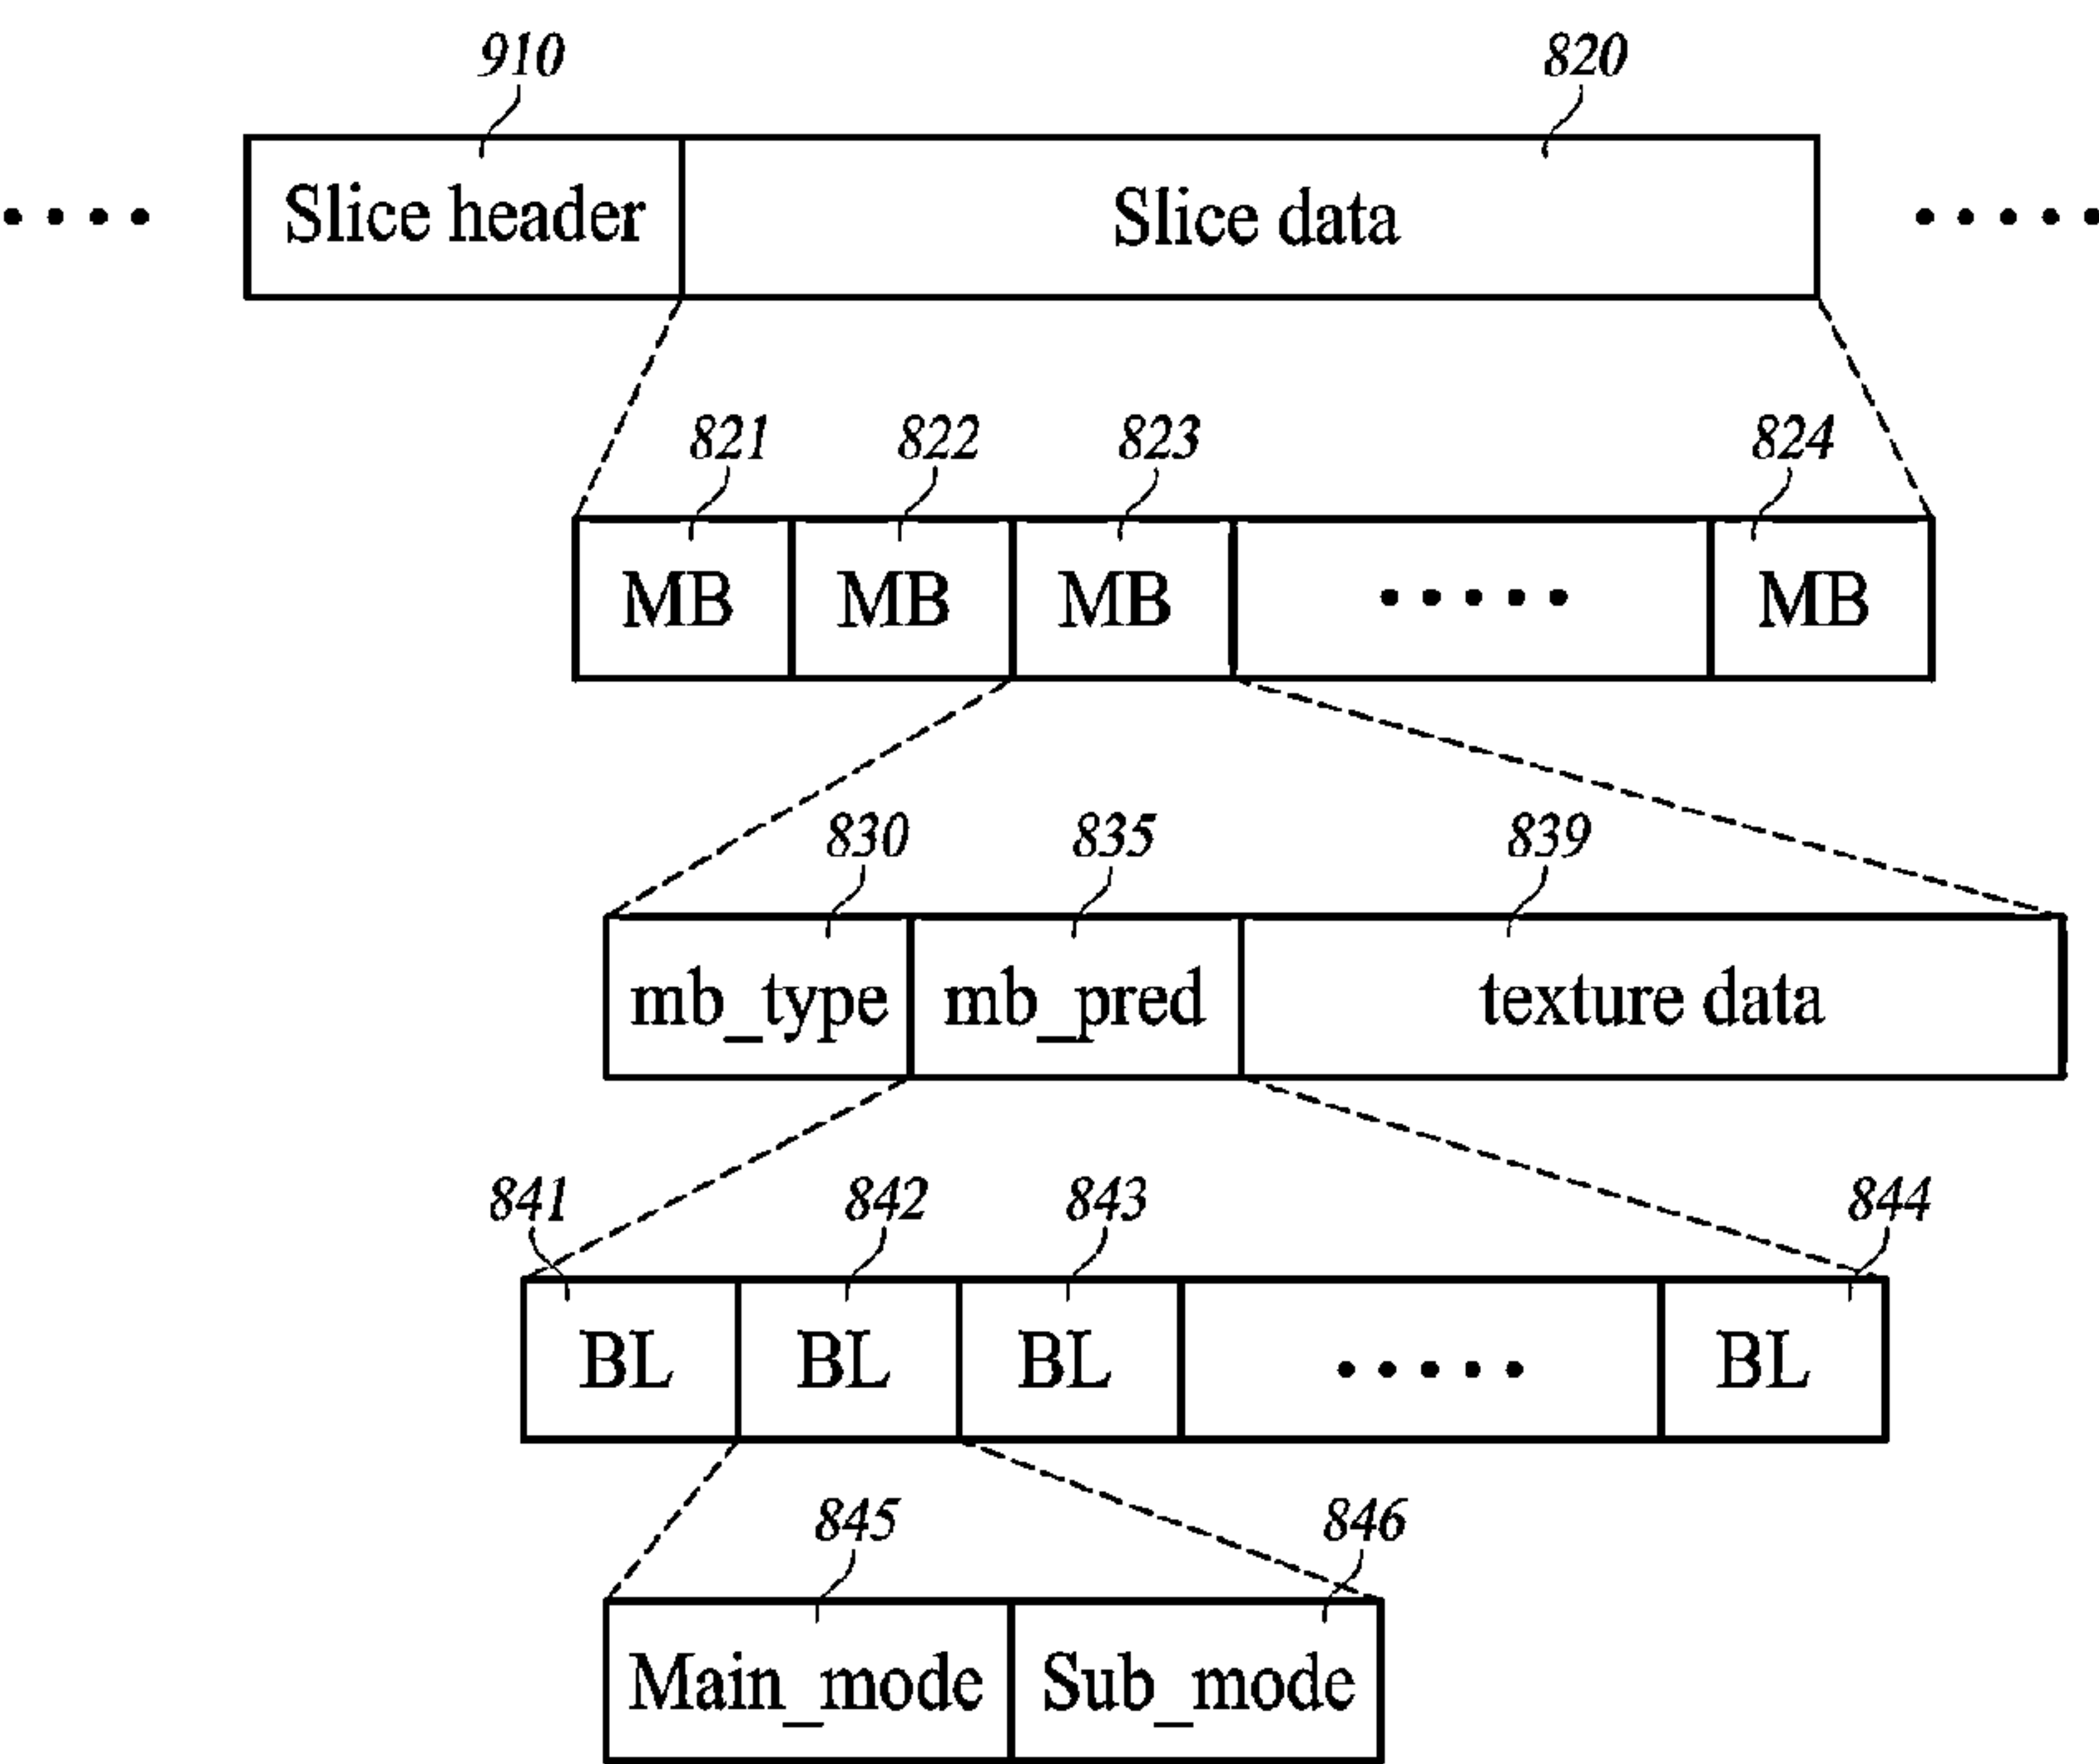 910 820
Slice header Slice data
821 822 823 824
MB MB MB MB
830 835 839
mb_type mb_pred texture data
841 842 843 844
BL BL BL BL
845 846
Main_mode Sub_mode